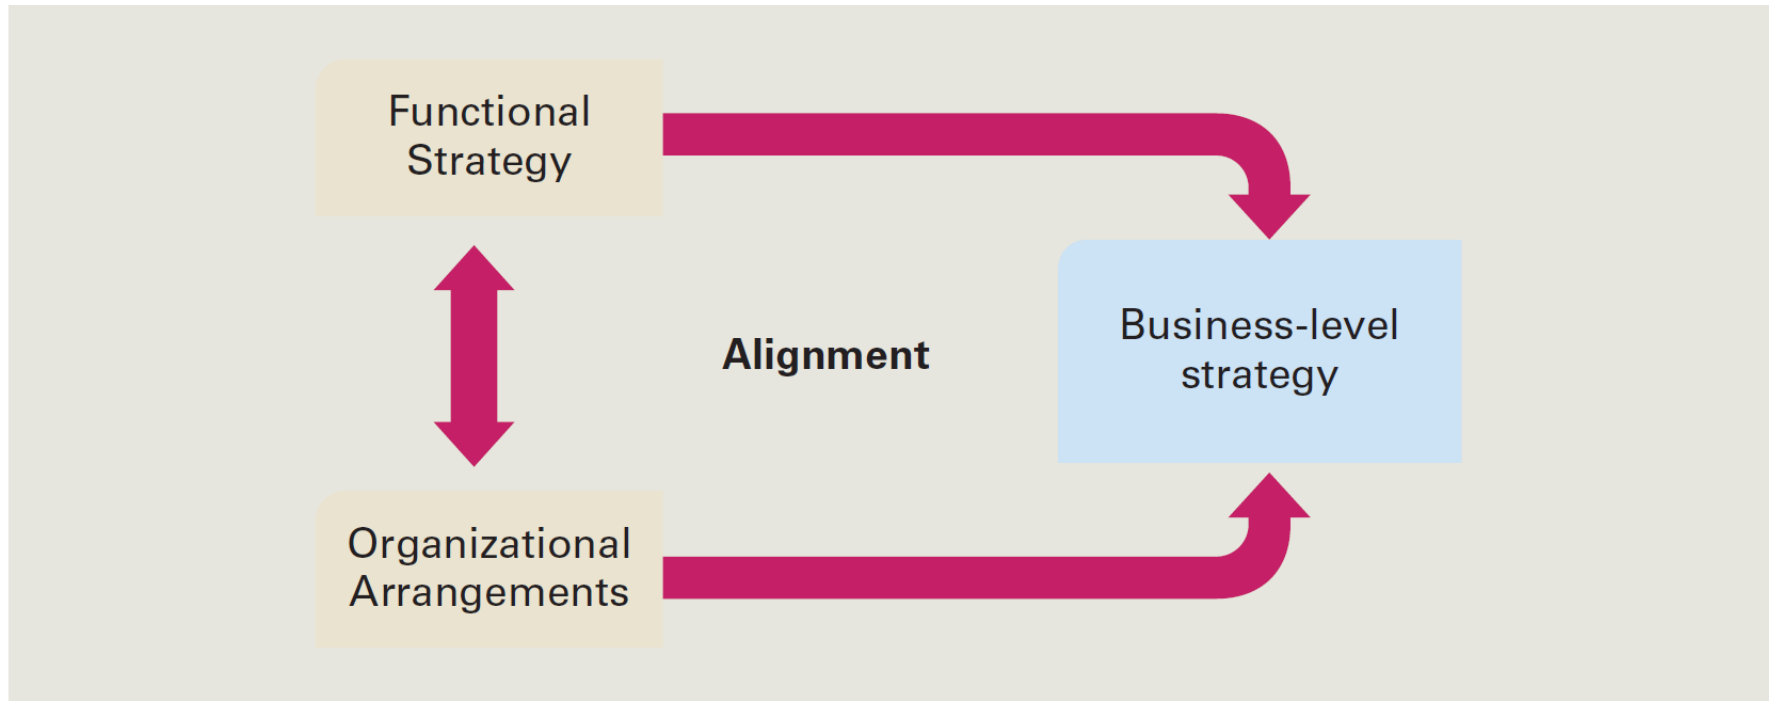 Functional
Strategy
Alignment
Business-level
strategy
Organizational
Arrangements